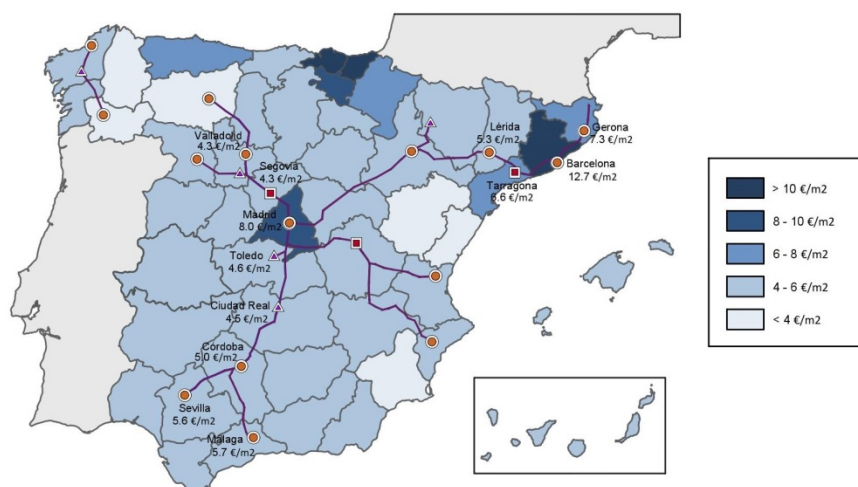 Valladolid
4.3 €/m2
Segovia
4.3 €/m2
Lérida
5.3 €/m2
Gerona
7.3 €/m2
Barcelona
12.7 €/m2
Tarragona
6.6 €/m2
Madrid
8.0 €/m2
Toledo
4.6 €/m2
Ciudad Real
4.5 €/m2
Córdoba
5.0 €/m2
Sevilla
5.6 €/m2
Málaga
5.7 €/m2
> 10 €/m2
8 - 10 €/m2
6 - 8 €/m2
4 - 6 €/m2
< 4 €/m2